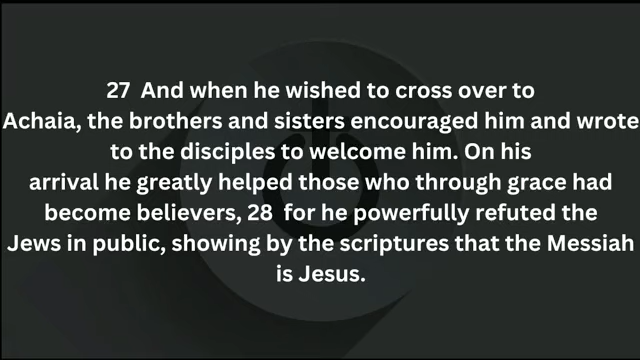 27 And when he wished to cross over to
Achaia, the brothers and sisters encouraged him and wrote
to the disciples to welcome him. On his
arrival he greatly helped those who through grace had
become believers, 28 for he powerfully refuted the
Jews in public, showing by the scriptures that the Messiah
is Jesus.